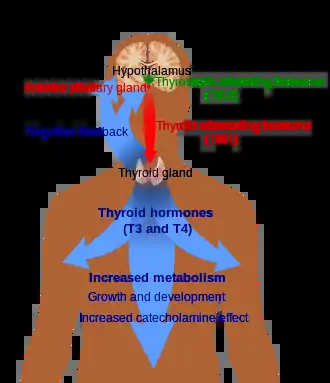 Hypothalamus
Anterior pituitary gland
Thyrotropin-releasing hormone
(TRH)
Negative feedback
Thyroid-stimulating hormone
(TSH)
Thyroid gland
Thyroid hormones
(T3 and T4)
Increased metabolism
Growth and development
Increased catecholamine effect